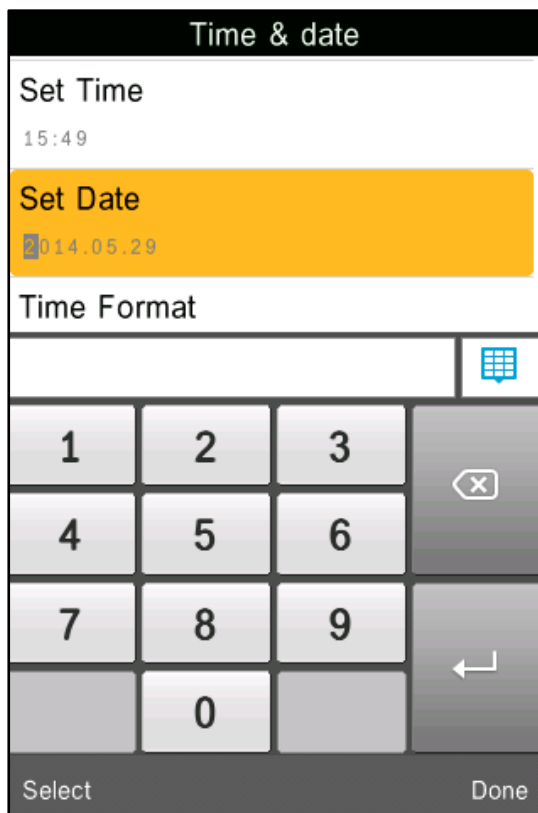 Time & date
Set Time
15:49
Set Date
2014.05.29
Time Format
1 2 3
4 5 6
7 8 9
0
Select Done